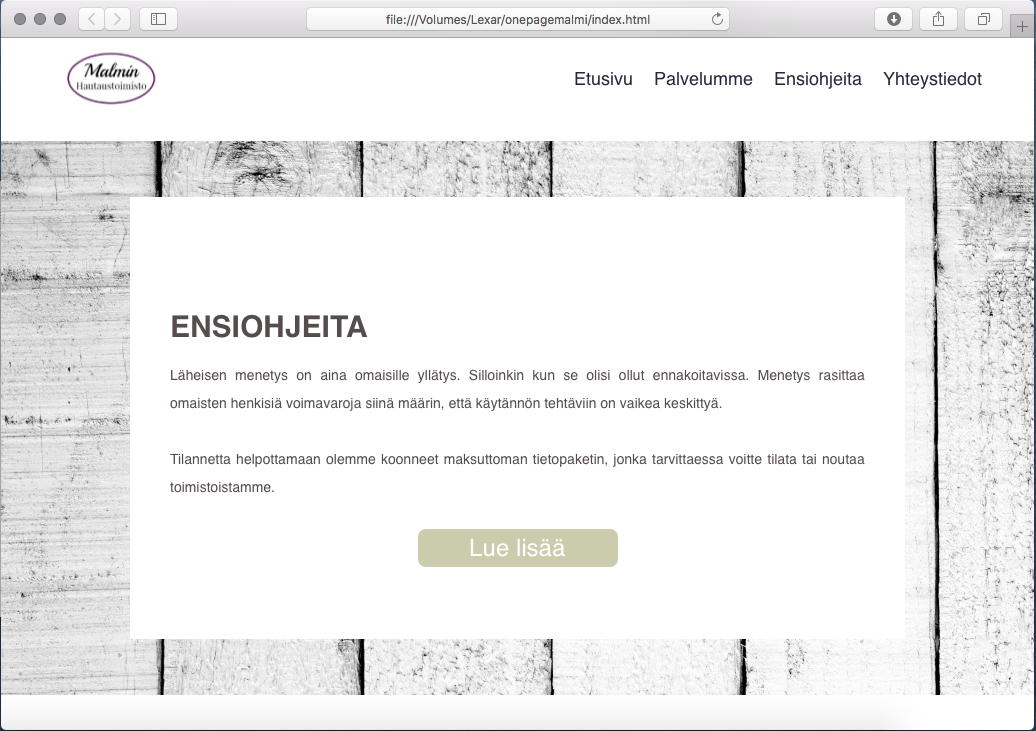 file:///Volumes/Lexar/onepagemalmi/index.html
Malmin
Hautaustoimisto
Etusivu Palvelumme Ensiohjeita Yhteystiedot
ENSIOHJEITA
Läheisen menetys on aina omaisille yllätys. Silloinkin kun se olisi ollut ennakoitavissa. Menetys rasittaa
omaisten henkisiä voimavaroja siinä määrin, että käytännön tehtäviin on vaikea keskittyä.
Tilannetta helpottamaan olemme koonneet maksuttoman tietopaketin, jonka tarvittaessa voitte tilata tai noutaa
toimistoistamme.
Lue lisää